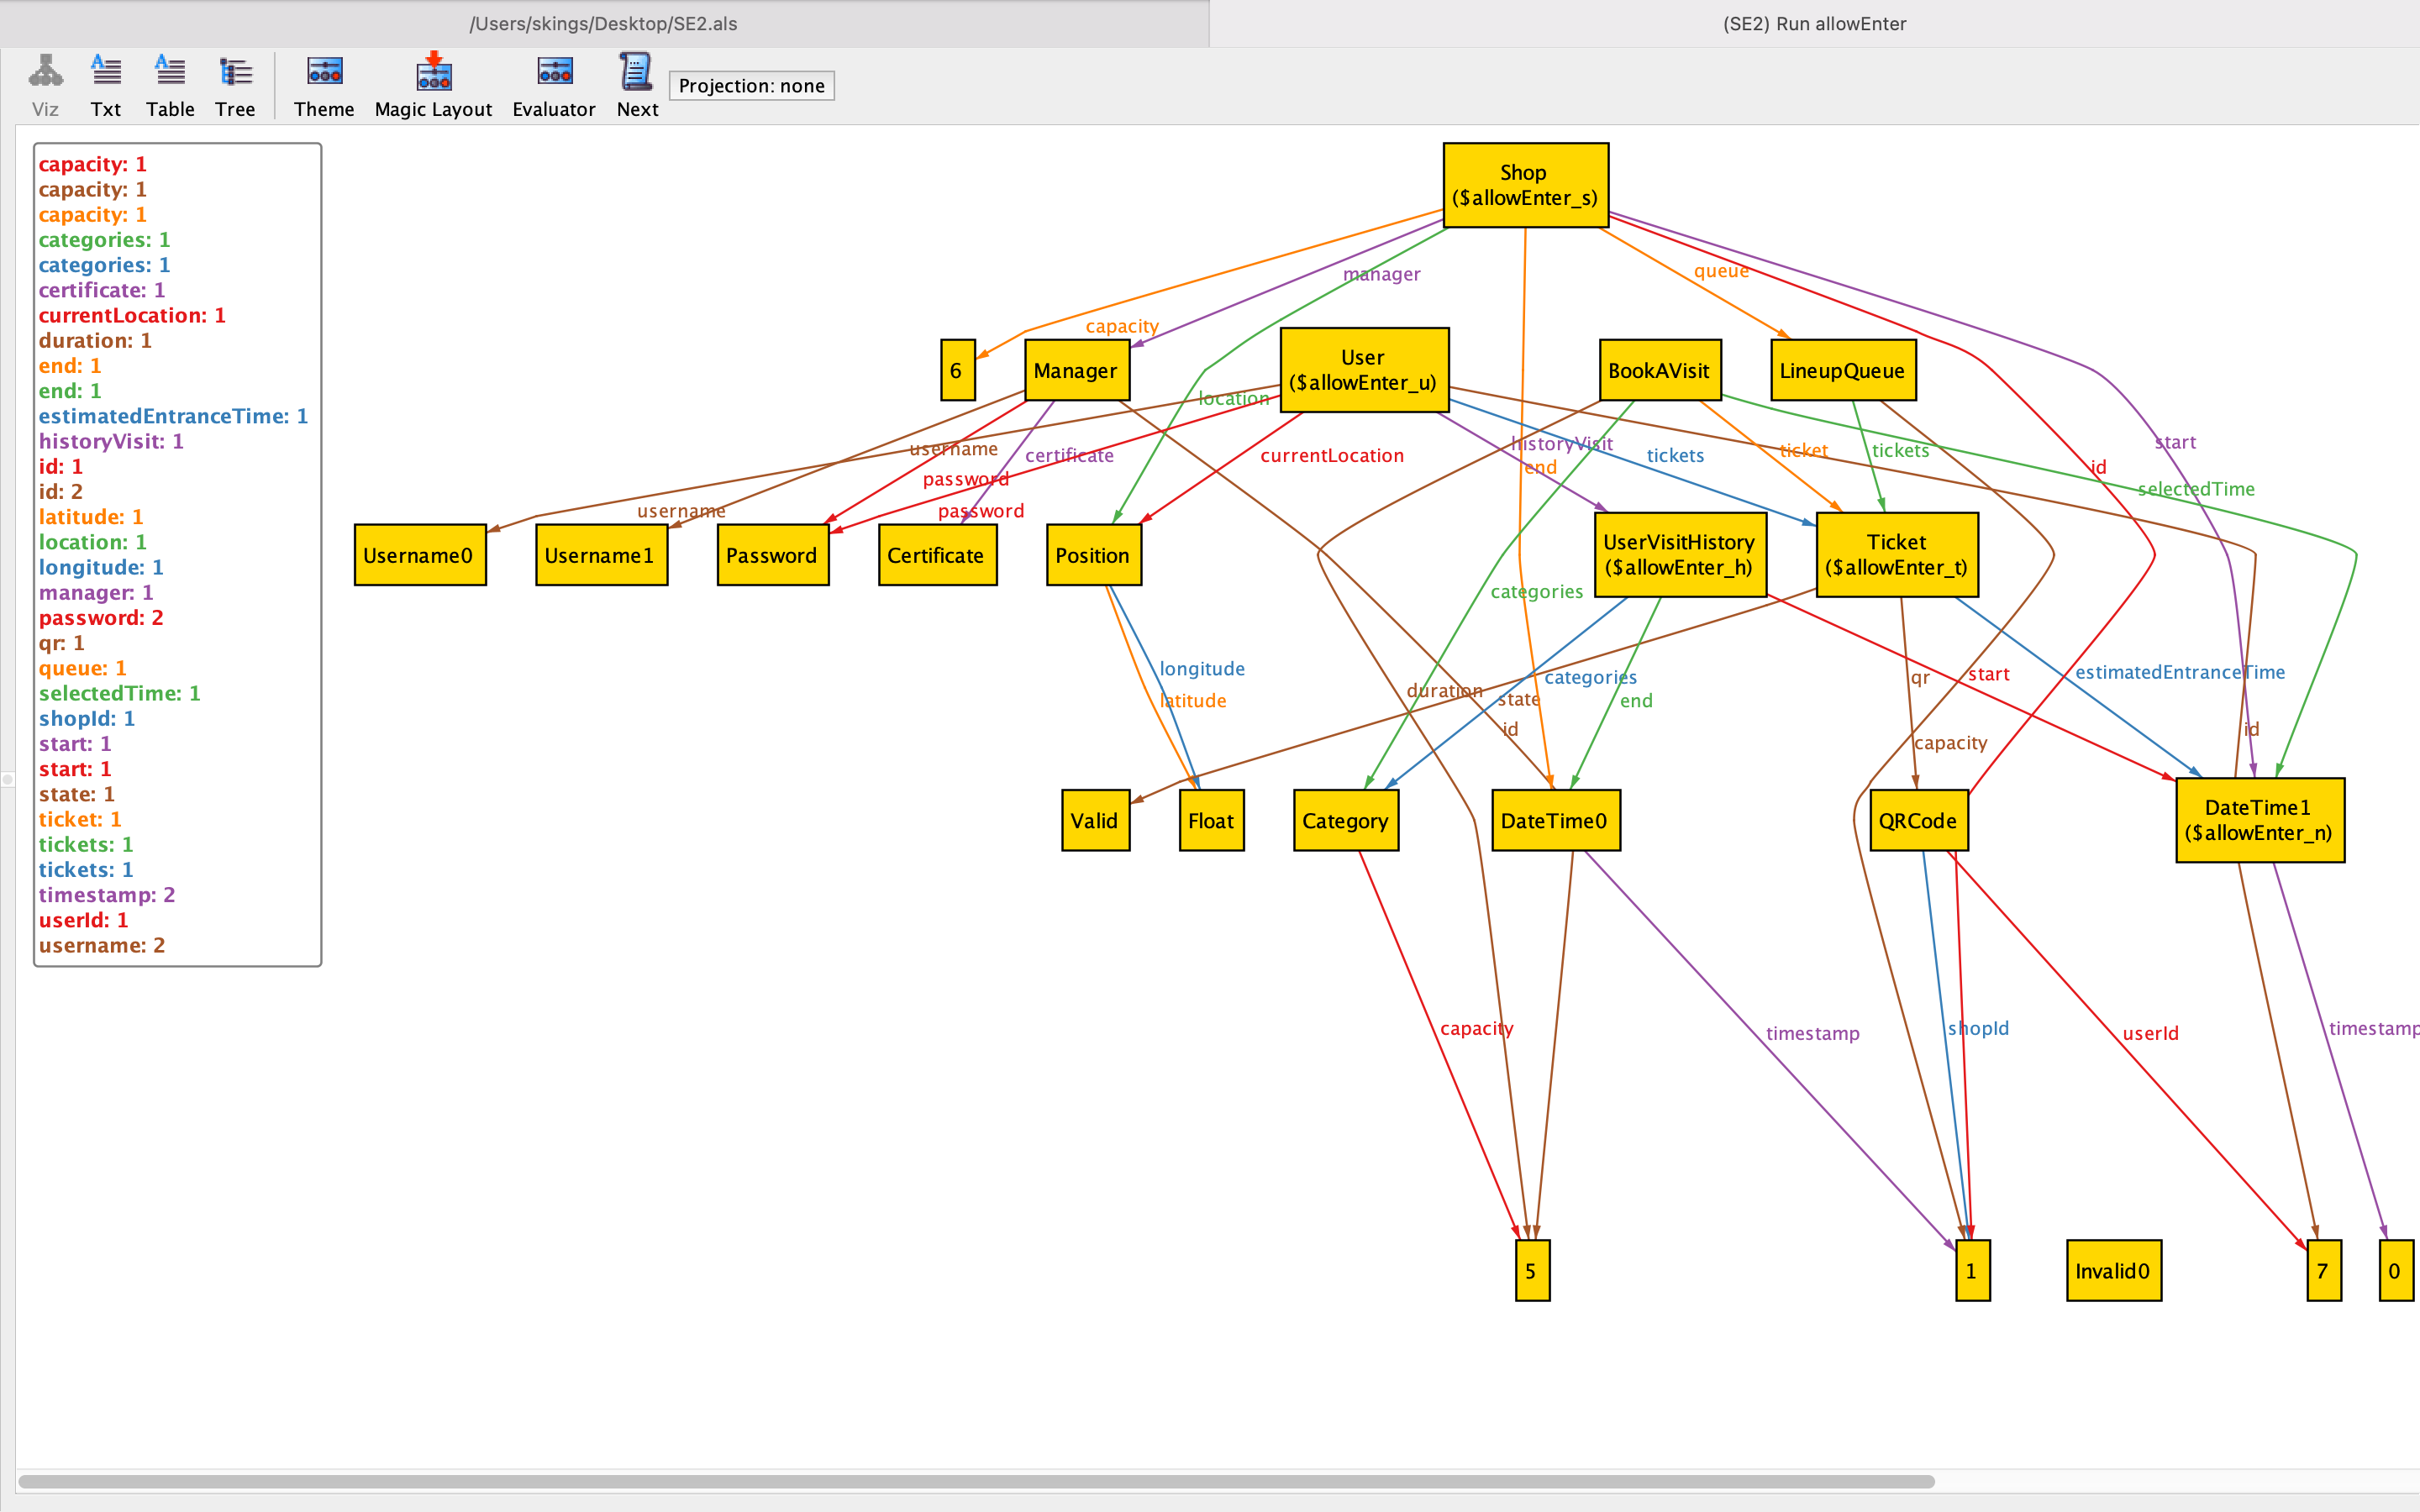 /Users/skings/Desktop/SE2.als
(SE2) Run allowEnter
Viz
Txt
Table
Tree
Theme
Magic Layout
Evaluator
Next
Projection: none
capacity: 1
capacity: 1
capacity: 1
categories: 1
categories: 1
certificate: 1
currentLocation: 1
duration: 1
end: 1
end: 1
estimatedEntranceTime: 1
historyVisit: 1
id: 1
id: 2
latitude: 1
location: 1
longitude: 1
manager: 1
password: 2
qr: 1
queue: 1
selectedTime: 1
shopId: 1
start: 1
start: 1
state: 1
ticket: 1
tickets: 1
tickets: 1
timestamp: 2
userId: 1
username: 2
Shop
($allowEnter_s)
manager
queue
capacity
6
Manager
User
($allowEnter_u)
BookAVisit
LineupQueue
location
username
certificate
currentLocation
historyVisit
end
tickets
ticket
tickets
start
id
selectedTime
password
username
password
Username0
Username1
Password
Certificate
Position
UserVisitHistory
($allowEnter_h)
Ticket
($allowEnter_t)
categories
longitude
latitude
duration
state
id
categories
end
qr
start
estimatedEntranceTime
capacity
id
Valid
Float
Category
DateTime0
QRCode
DateTime1
($allowEnter_n)
capacity
timestamp
shopId
userId
timestamp
5
1
Invalid0
7
0